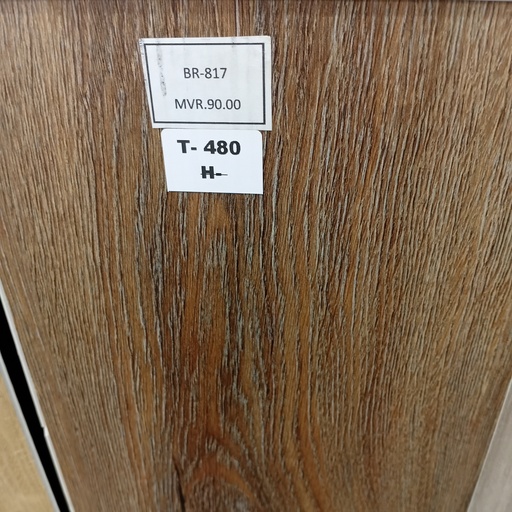 BR-817
MVR.90.00
T- 480
H-